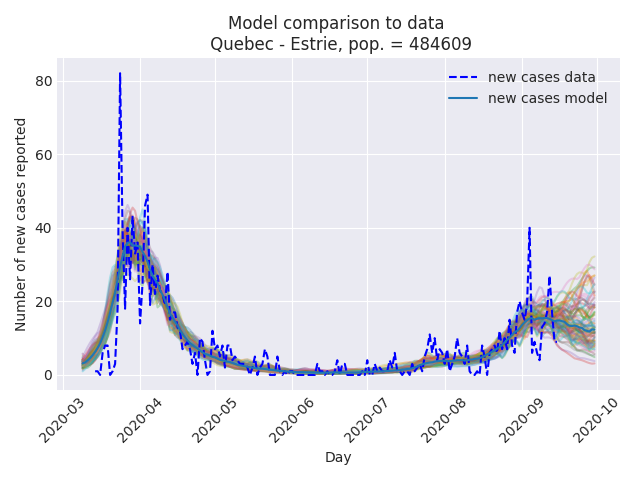 Model comparison to data
Quebec - Estrie, pop. = 484609
new cases data
new cases model
Number of new cases reported
80
60
40
20
0
2020-03
2020-04
2020-05
2020-06
2020-07
2020-08
2020-09
2020-10
Day